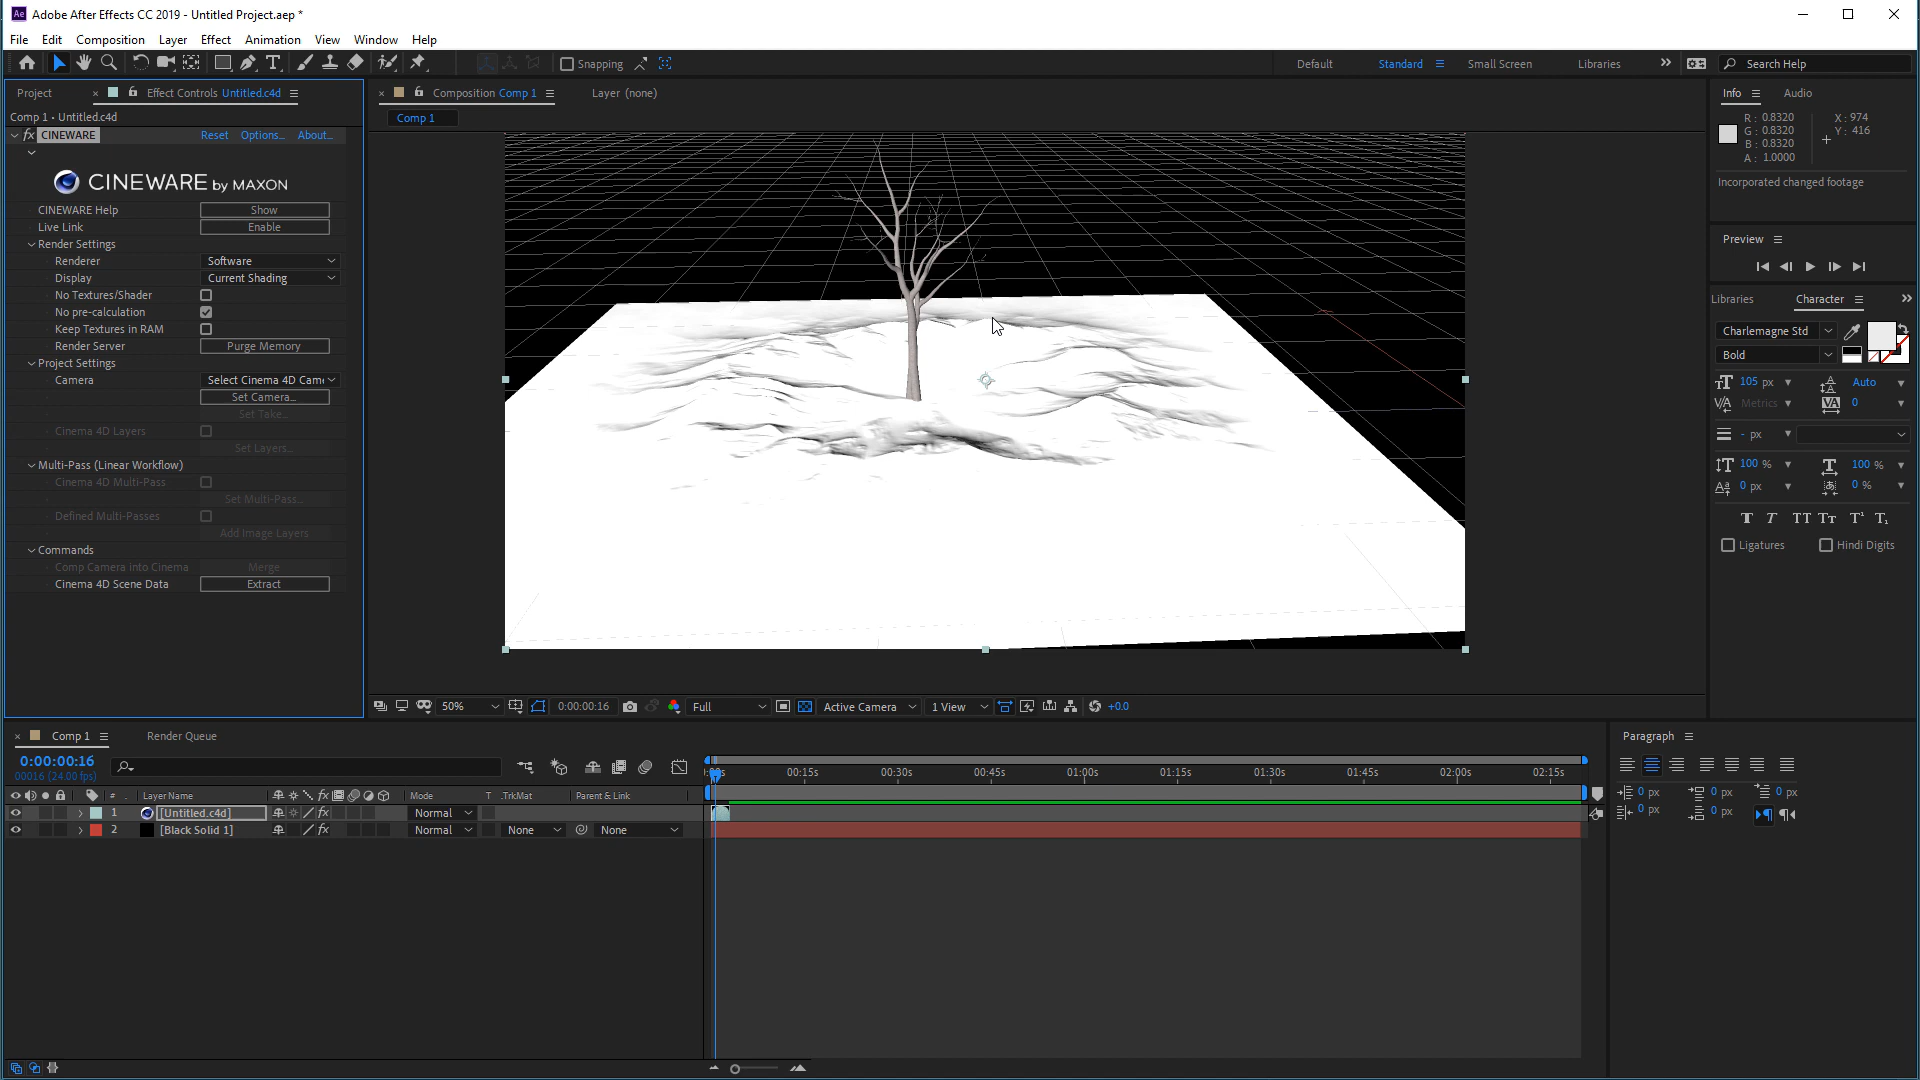 Ae Adobe After Effects CC 2019 - Untitled Project.aep *
File Edit Composition Layer Effect Animation View Window Help
Snapping Default Standard Small Screen Libraries Search Help
Project × Effect Controls Untitled.c4d
Comp 1 • Untitled.c4d
fx CINEWARE Reset Options... About...
CINEWARE by MAXON
CINEWARE Help Show
Live Link Enable
Render Settings
Renderer Software
Display Current Shading
No Textures/Shader
No pre-calculation
Keep Textures in RAM
Render Server Purge Memory
Project Settings
Camera Select Cinema 4D Cam
Set Camera...
Set Take...
Cinema 4D Layers
Set Layers...
Multi-Pass (Linear Workflow)
Cinema 4D Multi-Pass
Set Multi-Pass...
Defined Multi-Passes
Add Image Layers
Commands
Comp Camera into Cinema Merge
Cinema 4D Scene Data Extract
× Composition Comp 1 Layer (none)
Comp 1
50% 0:00:00:16 Full Active Camera 1 View +0.0
Info Audio
R : 0.8320 X : 974
G : 0.8320 Y : 416
B : 0.8320
A : 1.0000
Incorporated changed footage
Preview
Libraries Character
Charlemagne Std
Bold
105 px Auto
Metrics 0
- px
100 % 100 %
0 px 0 %
T T TT Tт T¹ T₁
Ligatures Hindi Digits
× Comp 1 Render Queue
0:00:00:16
00016 (24.00 fps)
00:15s 00:30s 00:45s 01:00s 01:15s 01:30s 01:45s 02:00s 02:15s
# Layer Name fx Mode T .TrkMat Parent & Link
1 [Untitled.c4d] fx Normal
2 [Black Solid 1] fx Normal None None
Paragraph
0 px 0 px 0 px
0 px 0 px